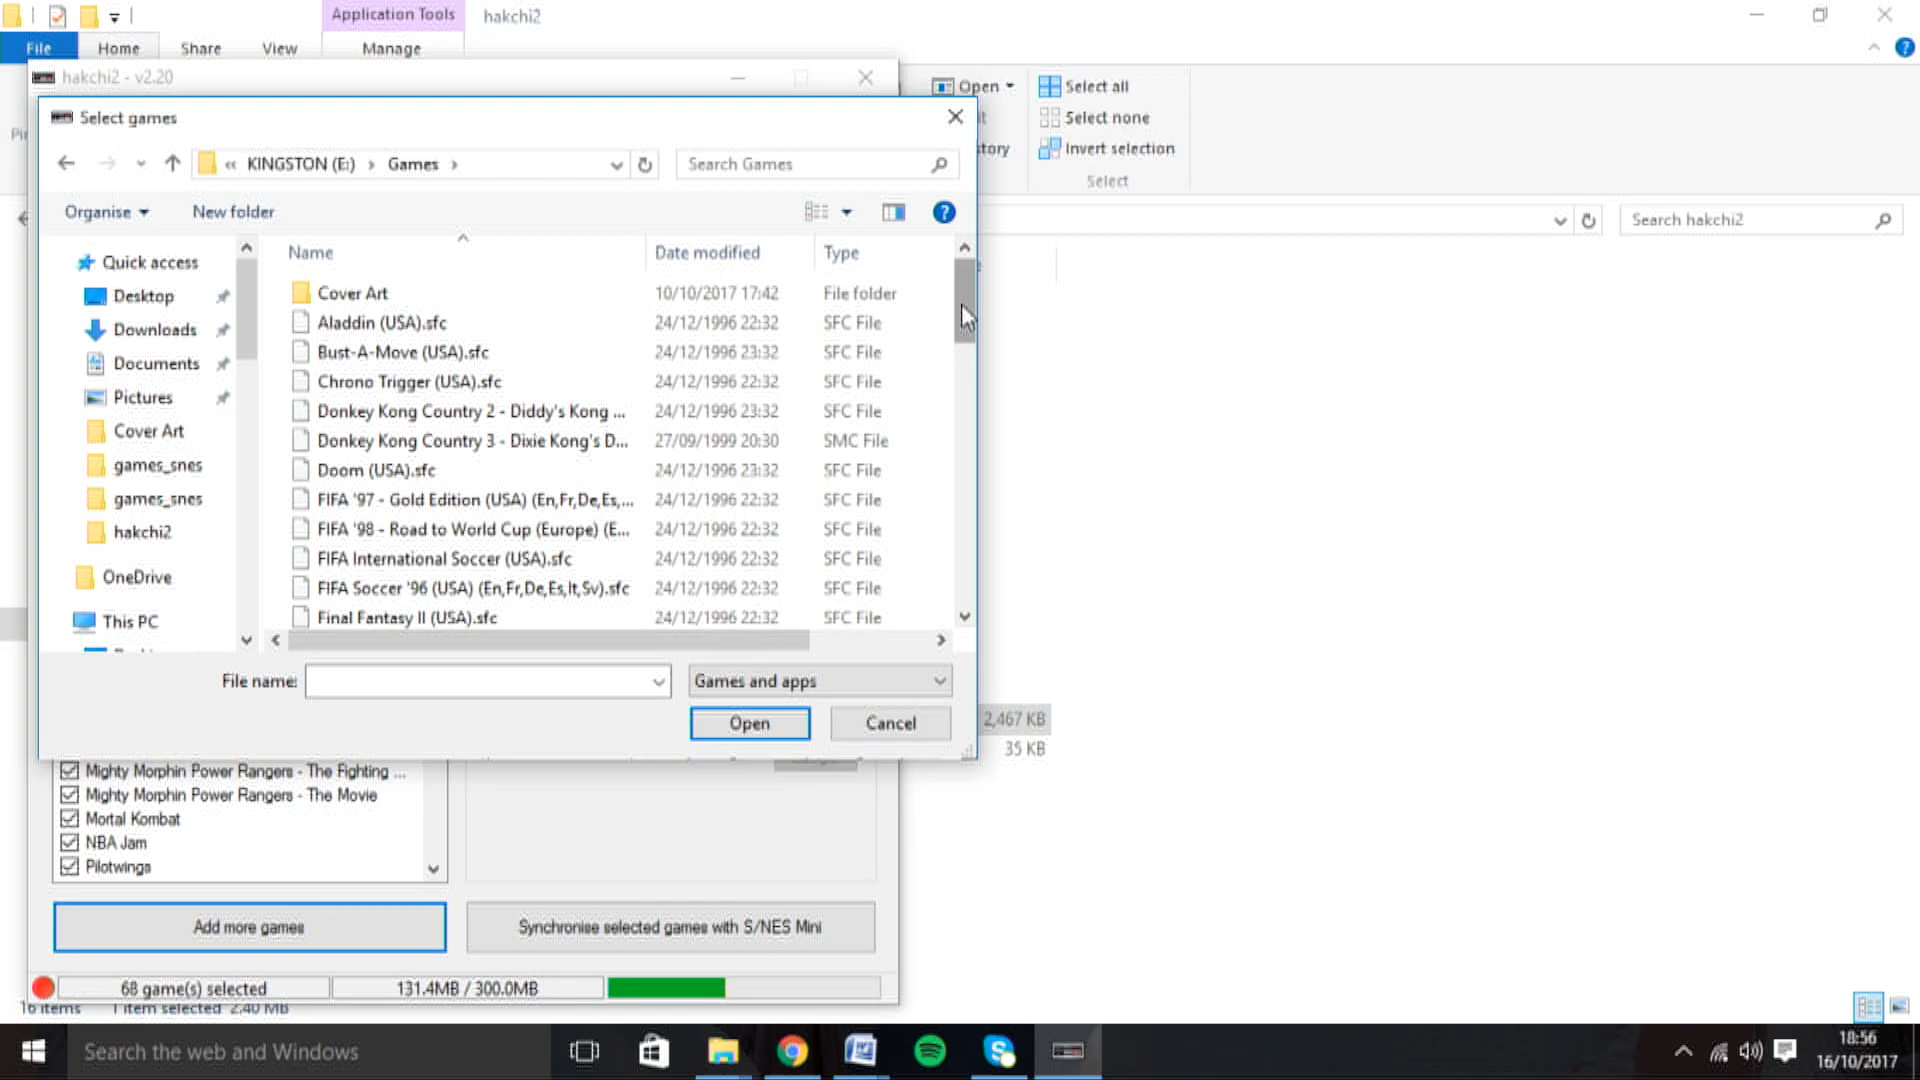 Application Tools hakchi2
File Home Share View Manage
hakchi2 - v2.20
Open Select all
Select games
Select none
Invert selection
Select
KINGSTON (E:) Games
Search Games
Search hakchi2
Organise New folder
Name Date modified Type
Quick access
Desktop
Downloads
Documents
Pictures
Cover Art
games_snes
games_snes
hakchi2
OneDrive
This PC
Cover Art 10/10/2017 17:42 File folder
Aladdin (USA).sfc 24/12/1996 22:32 SFC File
Bust-A-Move (USA).sfc 24/12/1996 23:32 SFC File
Chrono Trigger (USA).sfc 24/12/1996 22:32 SFC File
Donkey Kong Country 2 - Diddy's Kong ... 24/12/1996 23:32 SFC File
Donkey Kong Country 3 - Dixie Kong's D... 27/09/1999 20:30 SMC File
Doom (USA).sfc 24/12/1996 23:32 SFC File
FIFA '97 - Gold Edition (USA) (En,Fr,De,Es,... 24/12/1996 22:32 SFC File
FIFA '98 - Road to World Cup (Europe) (E... 24/12/1996 22:32 SFC File
FIFA International Soccer (USA).sfc 24/12/1996 22:32 SFC File
FIFA Soccer '96 (USA) (En,Fr,De,Es,It,Sv).sfc 24/12/1996 22:32 SFC File
Final Fantasy II (USA).sfc 24/12/1996 22:32 SFC File
File name: Games and apps
Open Cancel
2,467 KB
35 KB
Mighty Morphin Power Rangers - The Fighting ...
Mighty Morphin Power Rangers - The Movie
Mortal Kombat
NBA Jam
Pilotwings
Add more games Synchronise selected games with S/NES Mini
68 game(s) selected 131.4MB / 300.0MB
16 items 1 item selected 2.40 MB
Search the web and Windows
18:56
16/10/2017